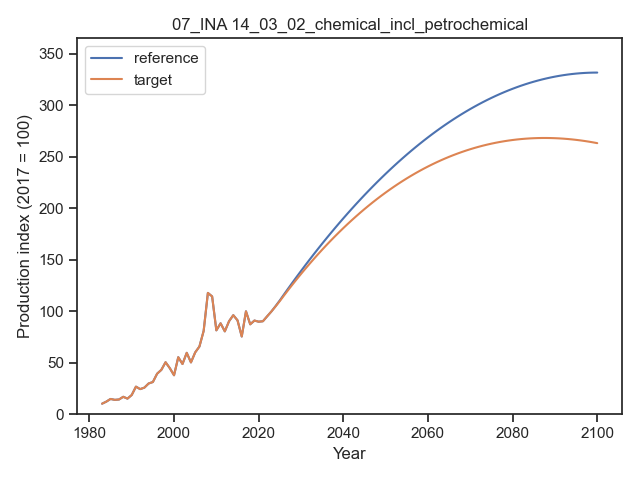 07_INA 14_03_02_chemical_incl_petrochemical
reference
target
Production index (2017 = 100)
350
300
250
200
150
100
50
0
1980 2000 2020 2040 2060 2080 2100
Year